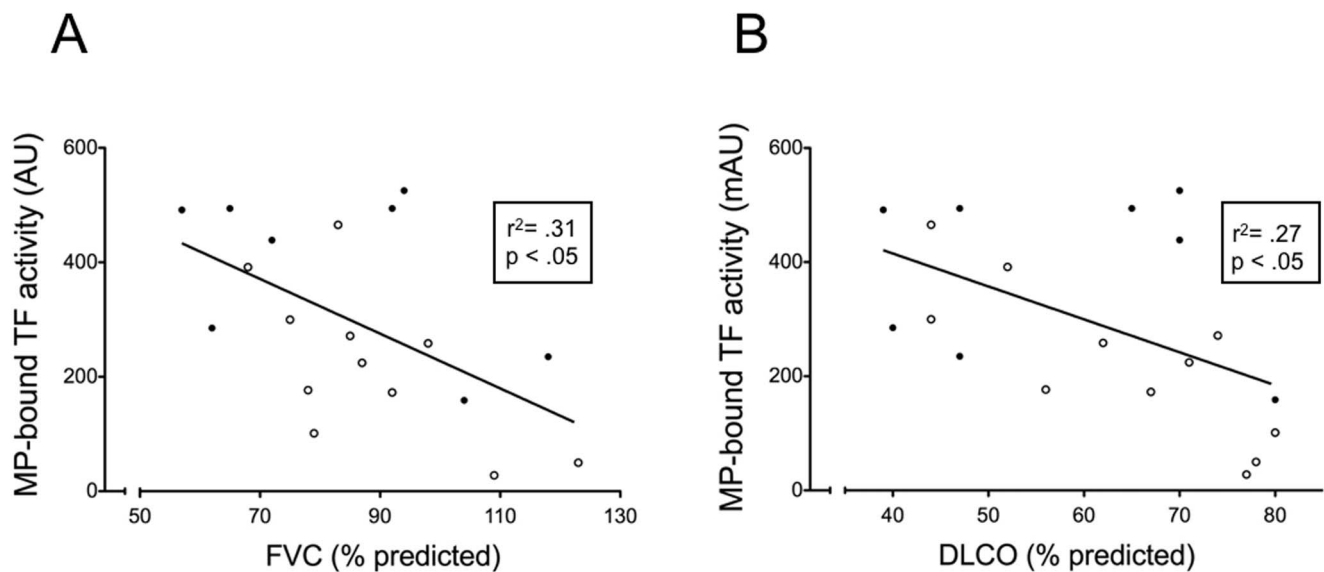 A
MP-bound TF activity (AU)
600
400
200
0
50 70 90 110 130
FVC (% predicted)
r²= .31
p < .05
B
MP-bound TF activity (mAU)
600
400
200
0
40 50 60 70 80
DLCO (% predicted)
r²= .27
p < .05